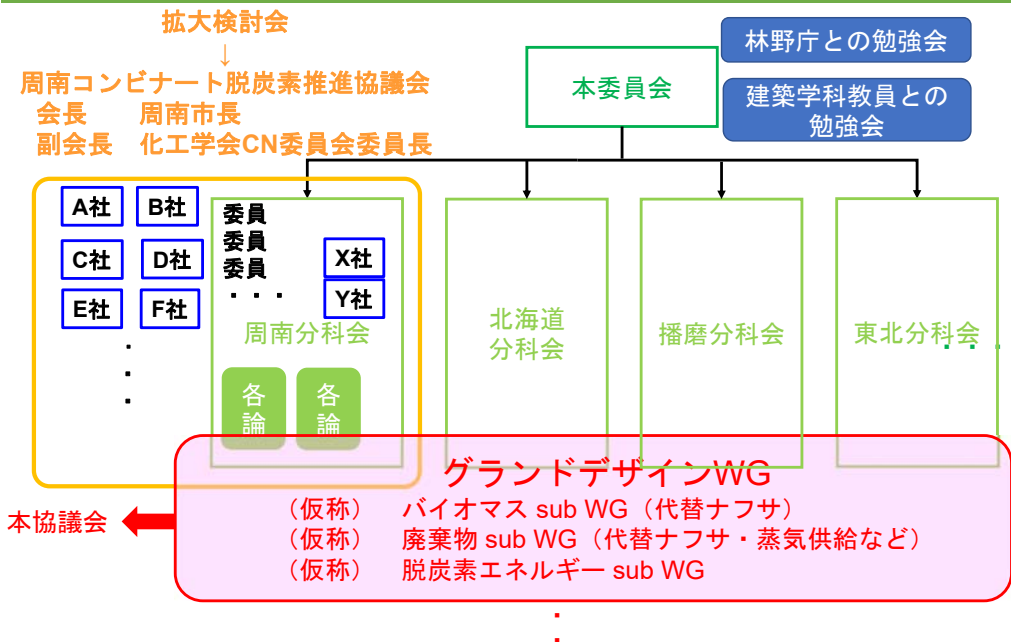 拡大検討会
↓
周南コンビナート脱炭素推進協議会
会長 周南市長
副会長 化工学会CN委員会委員長
本委員会
林野庁との勉強会
建築学科教員との
勉強会
A社 B社
C社 D社
E社 F社
・
・
・
委員
委員
委員
・・・
X社
Y社
周南分科会
各
論
各
論
北海道
分科会
播磨分科会
東北分科会
・・・
グランドデザインWG
（仮称） バイオマス sub WG（代替ナフサ）
（仮称） 廃棄物 sub WG（代替ナフサ・蒸気供給など）
（仮称） 脱炭素エネルギー sub WG
・
・
本協議会